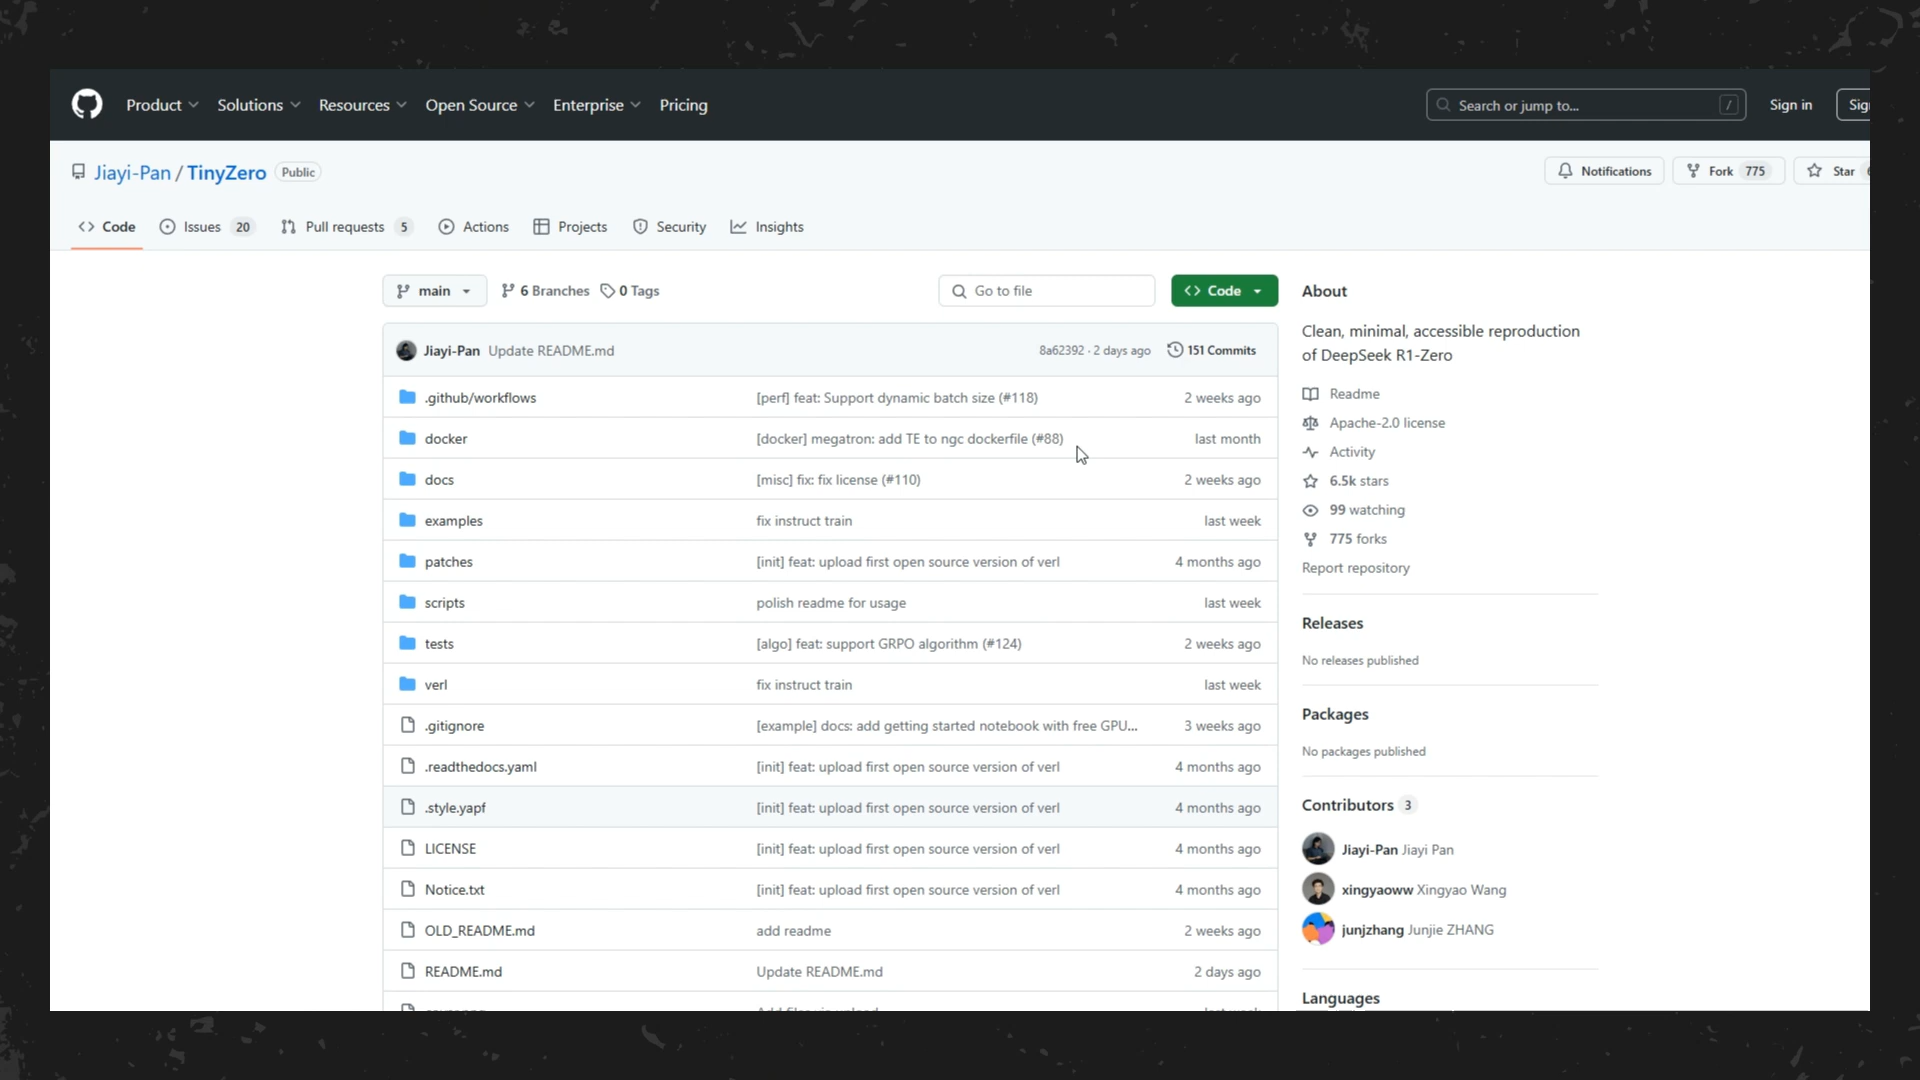 Product Solutions Resources Open Source Enterprise Pricing Search or jump to... / Sign in
Jiayi-Pan / TinyZero Public Notifications Fork 775 Star
Code Issues 20 Pull requests 5 Actions Projects Security Insights
main 6 Branches 0 Tags Go to file Code
Jiayi-Pan Update README.md 8a62392 · 2 days ago 151 Commits
.github/workflows [perf] feat: Support dynamic batch size (#118) 2 weeks ago
docker [docker] megatron: add TE to ngc dockerfile (#88) last month
docs [misc] fix: fix license (#110) 2 weeks ago
examples fix instruct train last week
patches [init] feat: upload first open source version of verl 4 months ago
scripts polish readme for usage last week
tests [algo] feat: support GRPO algorithm (#124) 2 weeks ago
verl fix instruct train last week
.gitignore [example] docs: add getting started notebook with free GPU... 3 weeks ago
.readthedocs.yaml [init] feat: upload first open source version of verl 4 months ago
.style.yapf [init] feat: upload first open source version of verl 4 months ago
LICENSE [init] feat: upload first open source version of verl 4 months ago
Notice.txt [init] feat: upload first open source version of verl 4 months ago
OLD_README.md add readme 2 weeks ago
README.md Update README.md 2 days ago
About
Clean, minimal, accessible reproduction
of DeepSeek R1-Zero
Readme
Apache-2.0 license
Activity
6.5k stars
99 watching
775 forks
Report repository
Releases
No releases published
Packages
No packages published
Contributors 3
Jiayi-Pan Jiayi Pan
xingyaoww Xingyao Wang
junjzhang Junjie ZHANG
Languages